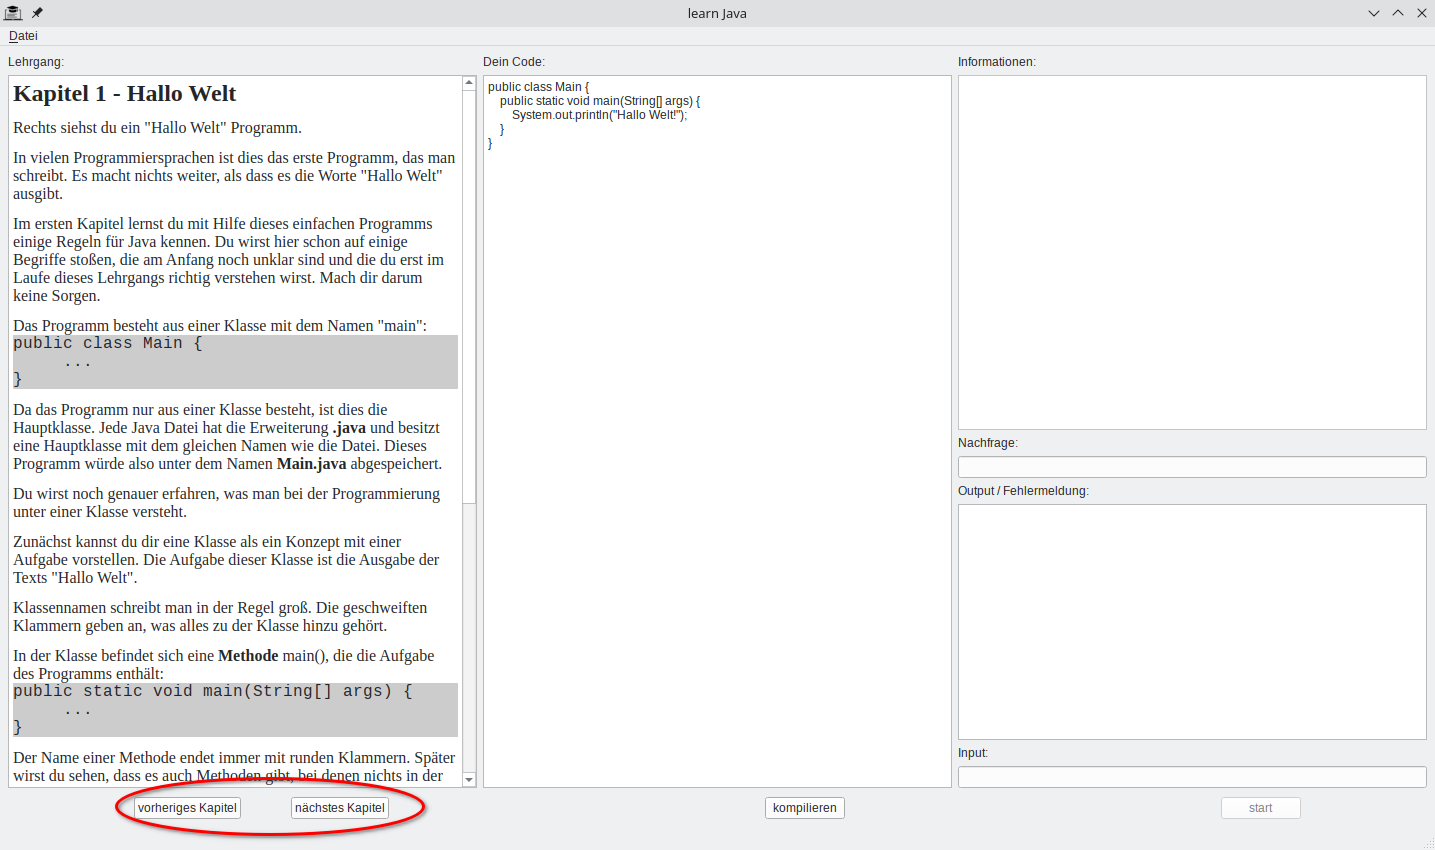 learn Java
Datei
Lehrgang:
Kapitel 1 - Hallo Welt
Rechts siehst du ein "Hallo Welt" Programm.
In vielen Programmiersprachen ist dies das erste Programm, das man
schreibt. Es macht nichts weiter, als dass es die Worte "Hallo Welt"
ausgibt.
Im ersten Kapitel lernst du mit Hilfe dieses einfachen Programms
einige Regeln für Java kennen. Du wirst hier schon auf einige
Begriffe stoßen, die am Anfang noch unklar sind und die du erst im
Laufe dieses Lehrgangs richtig verstehen wirst. Mach dir darum
keine Sorgen.
Das Programm besteht aus einer Klasse mit dem Namen "main":
public class Main {
...
}
Da das Programm nur aus einer Klasse besteht, ist dies die
Hauptklasse. Jede Java Datei hat die Erweiterung .java und besitzt
eine Hauptklasse mit dem gleichen Namen wie die Datei. Dieses
Programm würde also unter dem Namen Main.java abgespeichert.
Du wirst noch genauer erfahren, was man bei der Programmierung
unter einer Klasse versteht.
Zunächst kannst du dir eine Klasse als ein Konzept mit einer
Aufgabe vorstellen. Die Aufgabe dieser Klasse ist die Ausgabe der
Texts "Hallo Welt".
Klassennamen schreibt man in der Regel groß. Die geschweiften
Klammern geben an, was alles zu der Klasse hinzu gehört.
In der Klasse befindet sich eine Methode main(), die die Aufgabe
des Programms enthält:
public static void main(String[] args) {
...
}
Der Name einer Methode endet immer mit runden Klammern. Später
wirst du sehen, dass es auch Methoden gibt, bei denen nichts in der
vorheriges Kapitel
nächstes Kapitel
Dein Code:
public class Main {
public static void main(String[] args) {
System.out.println("Hallo Welt!");
}
}
kompilieren
Informationen:
Nachfrage:
Output / Fehlermeldung:
Input:
start